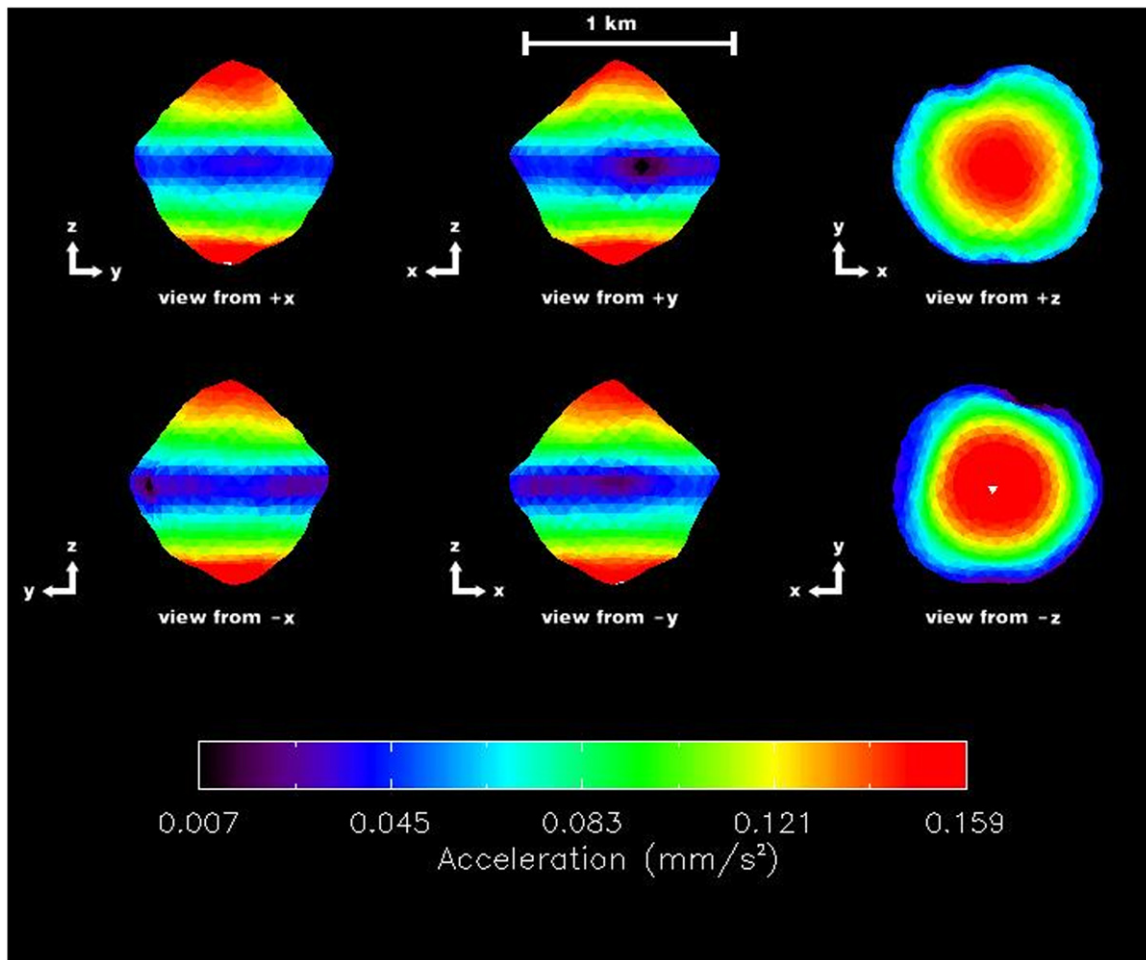 1 km
z
y
view from +x
z
x
view from +y
y
x
view from +z
z
y
view from -x
z
x
view from -y
y
x
view from -z
0.007 0.045 0.083 0.121 0.159
Acceleration (mm/s²)